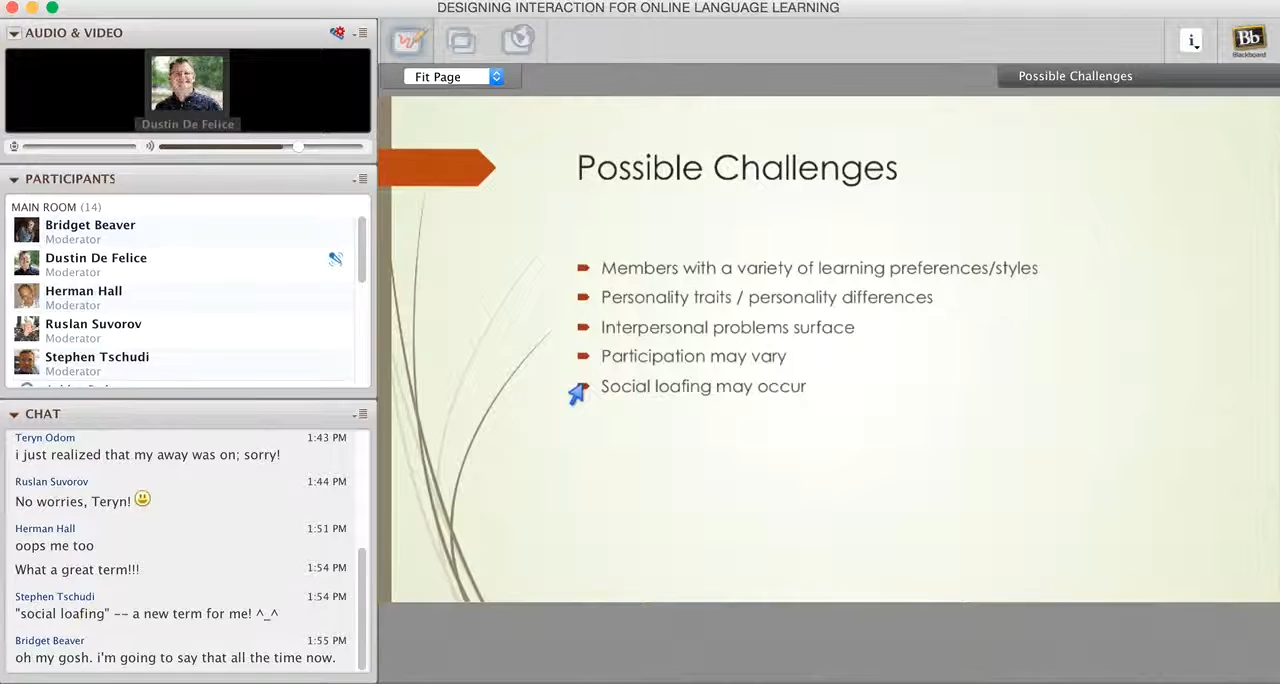 DESIGNING INTERACTION FOR ONLINE LANGUAGE LEARNING
AUDIO & VIDEO
Dustin De Felice
PARTICIPANTS
MAIN ROOM (14)
Bridget Beaver
Moderator
Dustin De Felice
Moderator
Herman Hall
Moderator
Ruslan Suvorov
Moderator
Stephen Tschudi
Moderator
CHAT
Teryn Odom 1:43 PM
i just realized that my away was on; sorry!
Ruslan Suvorov 1:44 PM
No worries, Teryn!
Herman Hall 1:51 PM
oops me too
What a great term!!! 1:54 PM
Stephen Tschudi 1:54 PM
"social loafing" -- a new term for me! ^_^
Bridget Beaver 1:55 PM
oh my gosh. i'm going to say that all the time now.
Fit Page
i
Bb
Blackboard
Possible Challenges
Possible Challenges
Members with a variety of learning preferences/styles
Personality traits / personality differences
Interpersonal problems surface
Participation may vary
Social loafing may occur